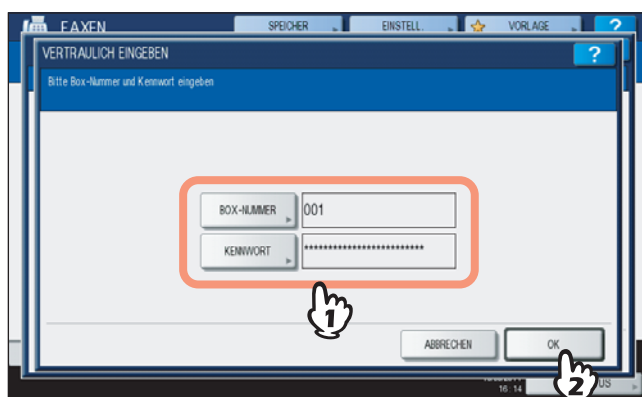 FAXEN SPEICHER EINSTELL. VORLAGE ?
VERTRAULICH EINGEBEN ?
Bitte Box-Nummer und Kennwort eingeben
BOX-NUMMER 001
KENNWORT *************************
1
ABBRECHEN OK
2
16:14